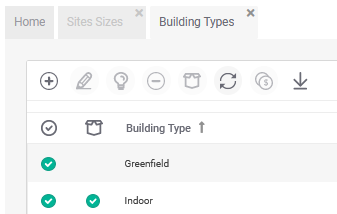 Home Sites Sizes Building Types
Building Type
Greenfield
Indoor